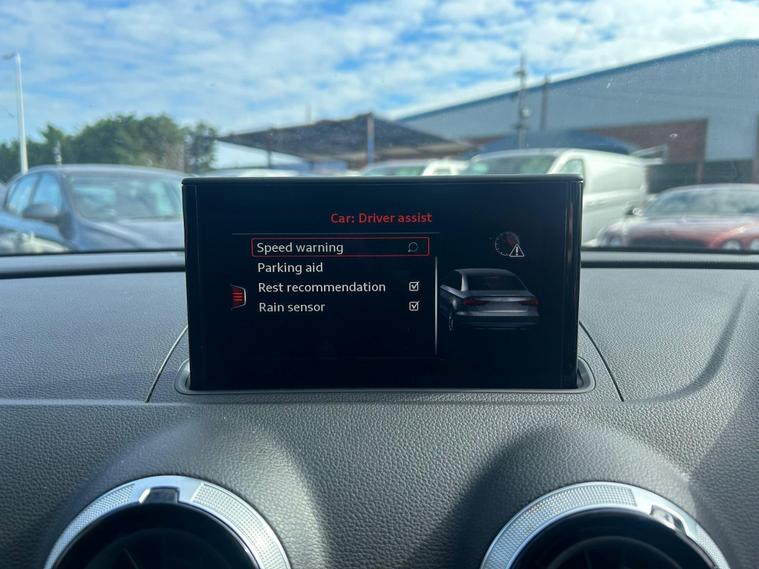 Car: Driver assist
Speed warning
Parking aid
Rest recommendation
Rain sensor